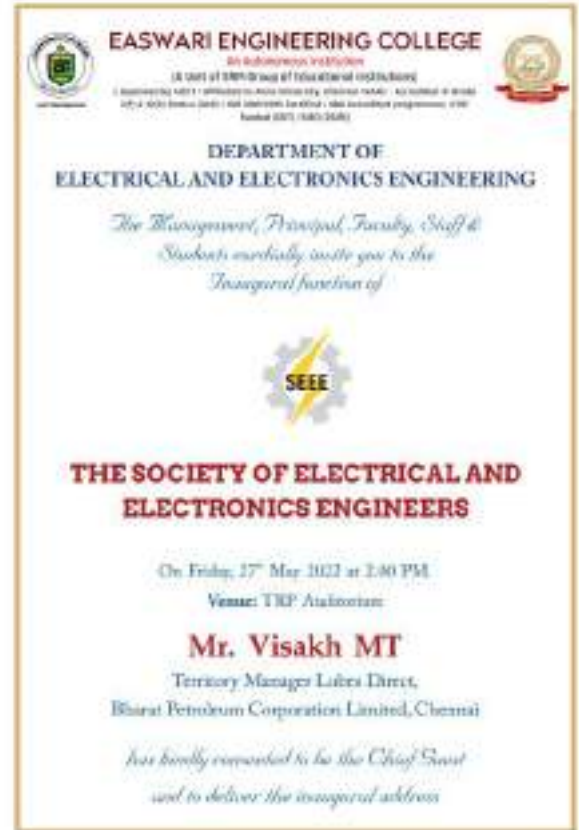 EASWARI ENGINEERING COLLEGE
An Autonomous Institution
(A Unit of SRM Group of Educational Institutions)
DEPARTMENT OF
ELECTRICAL AND ELECTRONICS ENGINEERING
The Management, Principal, Faculty, Staff &
Students cordially invite you to the
Inaugural function of
SEEE
THE SOCIETY OF ELECTRICAL AND
ELECTRONICS ENGINEERS
On Friday, 27th May 2022 at PM
Venue: TRP Auditorium
Mr. Visakh MT
Territory Manager Lubes Direct,
Bharat Petroleum Corporation Limited, Chennai
has kindly consented to be the Chief Guest
and to deliver the inaugural address